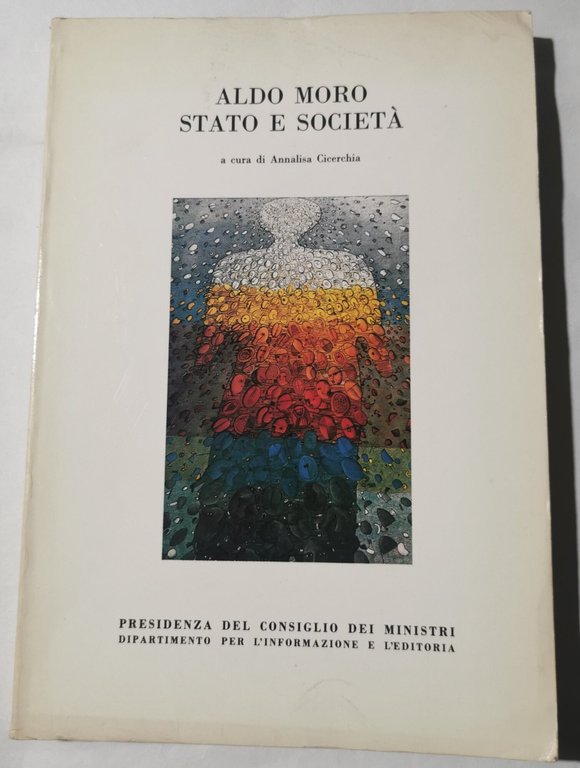 ALDO MORO
STATO E SOCIETÀ
a cura di Annalisa Cicerchia
PRESIDENZA DEL CONSIGLIO DEI MINISTRI
DIPARTIMENTO PER L'INFORMAZIONE E L'EDITORIA